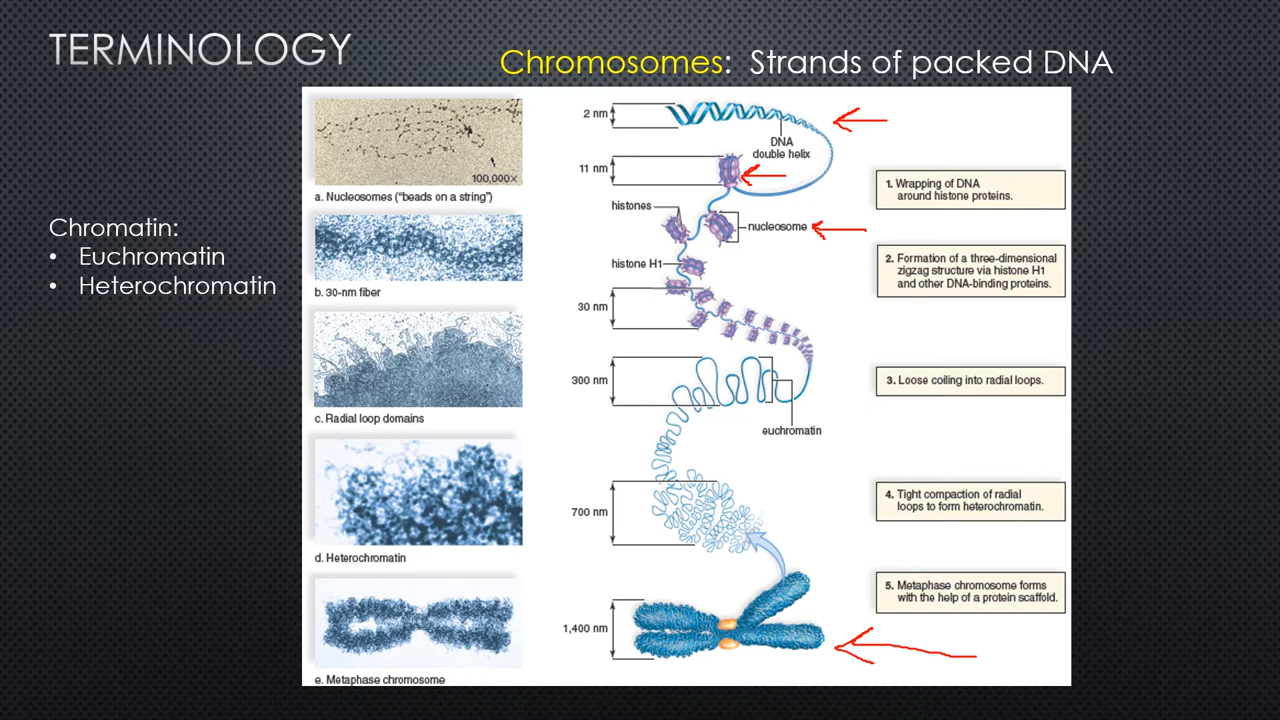 TERMINOLOGY
Chromosomes: Strands of packed DNA
Chromatin:
• Euchromatin
• Heterochromatin
100,000×
a. Nucleosomes (“beads on a string”)
b. 30-nm fiber
c. Radial loop domains
d. Heterochromatin
e. Metaphase chromosome
2 nm
DNA
double helix
11 nm
histones
nucleosome
histone H1
30 nm
300 nm
euchromatin
700 nm
1,400 nm
1. Wrapping of DNA
around histone proteins.
2. Formation of a three-dimensional
zigzag structure via histone H1
and other DNA-binding proteins.
3. Loose coiling into radial loops.
4. Tight compaction of radial
loops to form heterochromatin.
5. Metaphase chromosome forms
with the help of a protein scaffold.